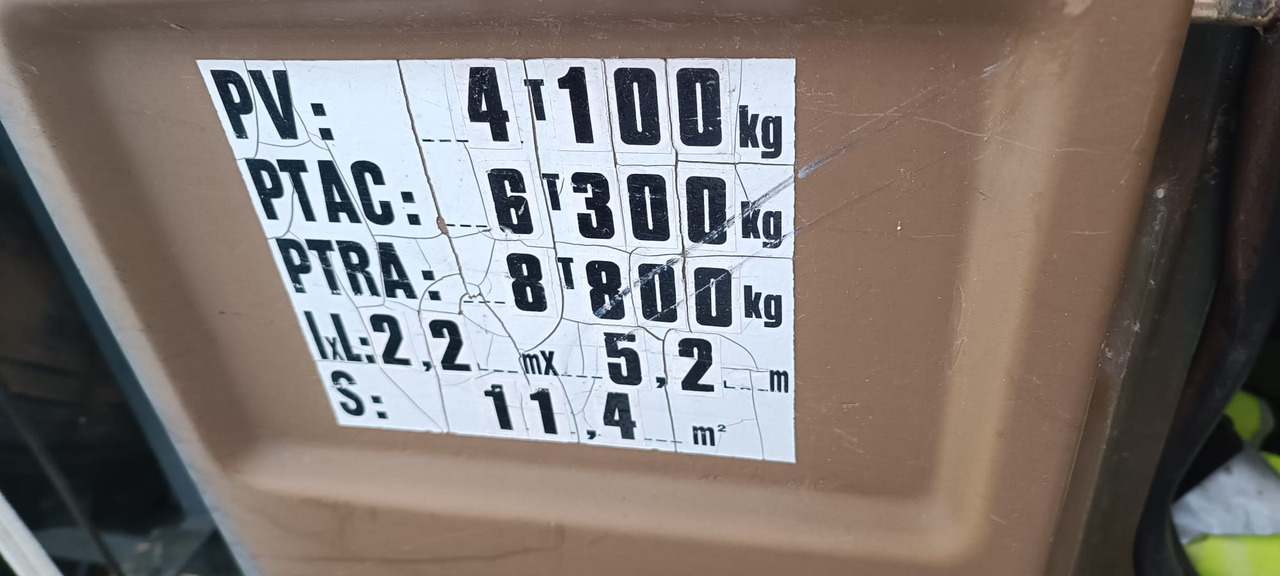 PV: 4T100 kg
PTAC: 6T300 kg
PTRA: 8T800 kg
lxL: 2,2 mX 5,2 m
S: 11,4 m²